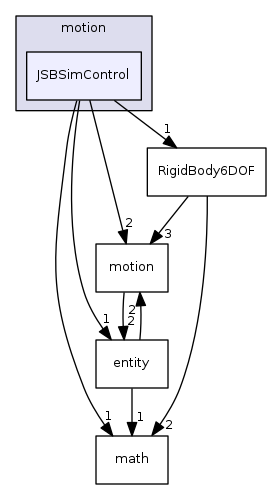 motion
JSBSimControl
1
RigidBody6DOF
2
3
motion
2
2
1
entity
1
1
2
math